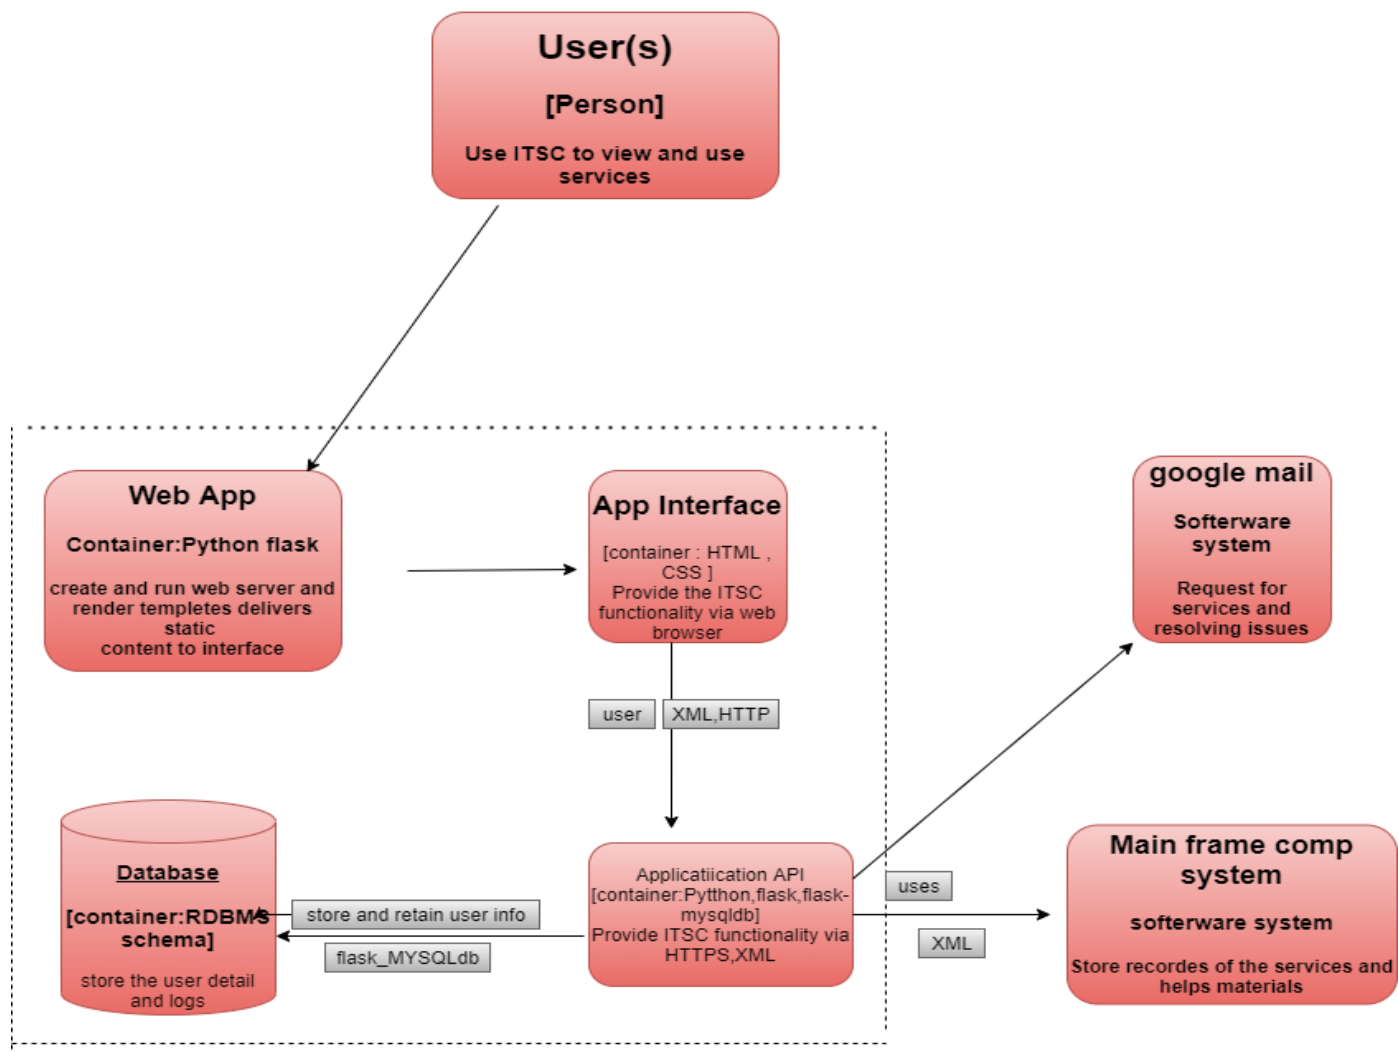 User(s)
[Person]
Use ITSC to view and use
services
Web App
Container:Python flask
create and run web server and
render templetes delivers
static
content to interface
App Interface
[container : HTML ,
CSS ]
Provide the ITSC
functionality via web
browser
google mail
Softerware
system
Request for
services and
resolving issues
user
XML,HTTP
Database
[container:RDBMS
schema]
store the user detail
and logs
store and retain user info
flask_MYSQLdb
Applicatiication API
[container:Pytthon,flask,flask-
mysqldb]
Provide ITSC functionality via
HTTPS,XML
uses
XML
Main frame comp
system
softerware system
Store recordes of the services and
helps materials